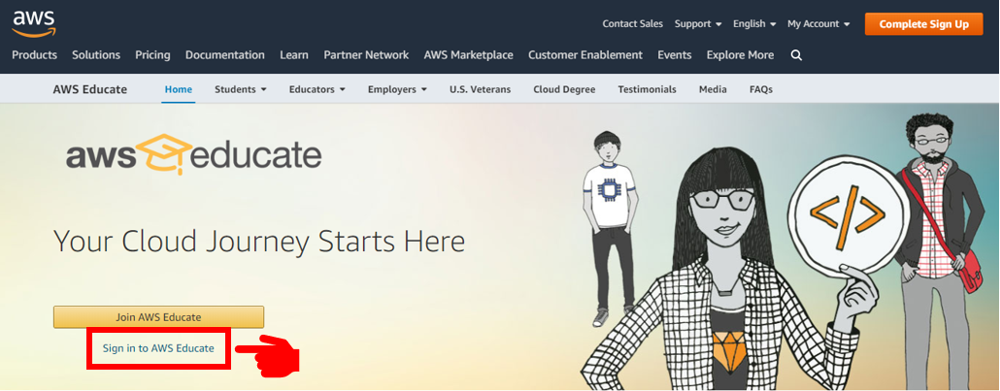 aws
Contact Sales Support English My Account Complete Sign Up
Products Solutions Pricing Documentation Learn Partner Network AWS Marketplace Customer Enablement Events Explore More
AWS Educate Home Students Educators Employers U.S. Veterans Cloud Degree Testimonials Media FAQs
aws educate
</>
Your Cloud Journey Starts Here
Join AWS Educate
Sign in to AWS Educate